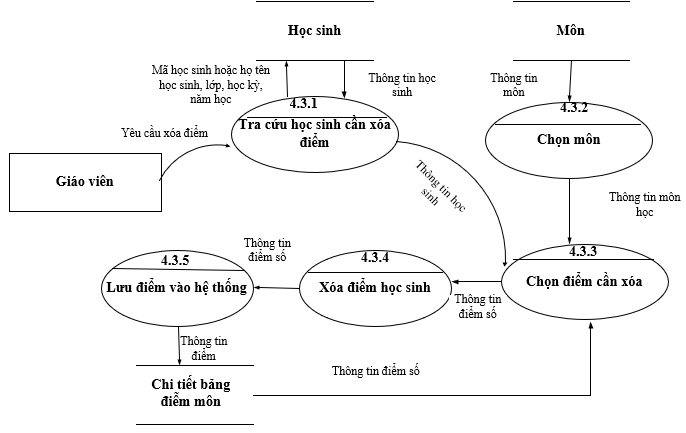 Học sinh
Môn
Mã học sinh hoặc họ tên
học sinh, lớp, học kỳ,
năm học
Thông tin học
sinh
Thông tin
môn
4.3.1
Tra cứu học sinh cần xóa
điểm
4.3.2
Chọn môn
Yêu cầu xóa điểm
Giáo viên
Thông tin học
sinh
Thông tin môn
học
Thông tin
điểm số
4.3.5
Lưu điểm vào hệ thống
4.3.4
Xóa điểm học sinh
4.3.3
Chọn điểm cần xóa
Thông tin
điểm số
Thông tin
điểm
Chi tiết bảng
điểm môn
Thông tin điểm số